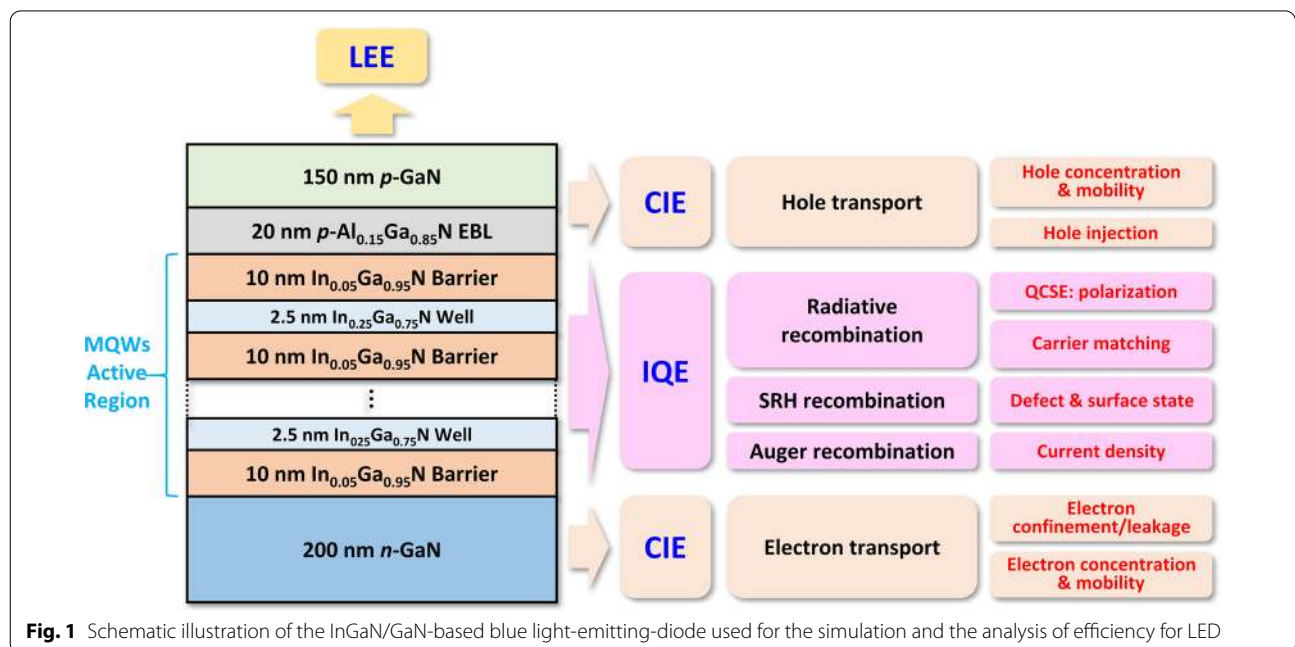 LEE
150 nm p-GaN
20 nm p-Al0.15Ga0.85N EBL
10 nm In0.05Ga0.95N Barrier
2.5 nm In0.25Ga0.75N Well
10 nm In0.05Ga0.95N Barrier
⋮
2.5 nm In025Ga0.75N Well
10 nm In0.05Ga0.95N Barrier
200 nm n-GaN
MQWs
Active
Region
CIE
Hole transport
Hole concentration
& mobility
Hole injection
IQE
Radiative
recombination
QCSE: polarization
Carrier matching
SRH recombination
Defect & surface state
Auger recombination
Current density
CIE
Electron transport
Electron
confinement/leakage
Electron concentration
& mobility
Fig. 1 Schematic illustration of the InGaN/GaN-based blue light-emitting-diode used for the simulation and the analysis of efficiency for LED